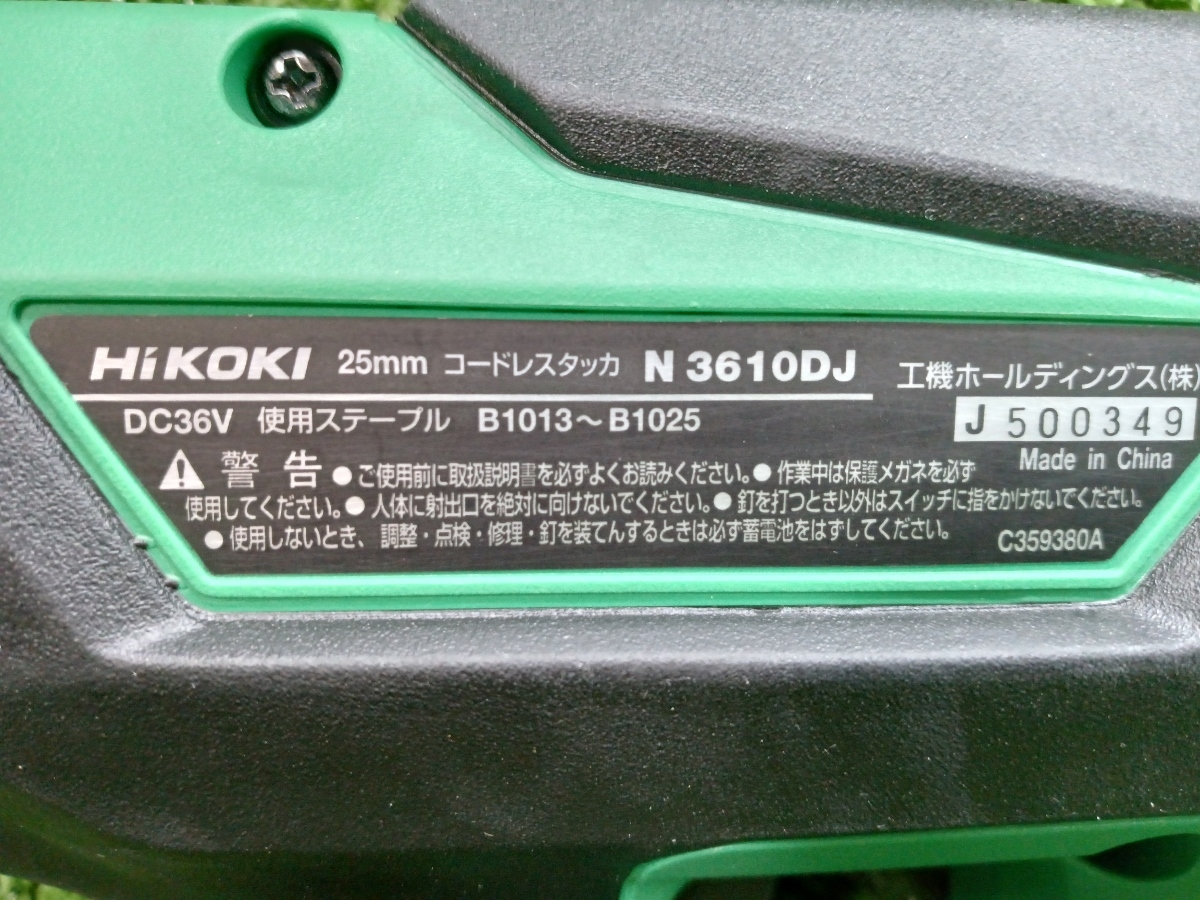 HiKOKI 25mm コードレスタッカ N 3610DJ 工機ホールディングス(株)
DC36V 使用ステープル B1013～B1025 J 500349
Made in China
警告 ●ご使用前に取扱説明書を必ずよくお読みください。●作業中は保護メガネを必ず
使用してください。●人体に射出口を絶対に向けないでください。●釘を打つとき以外はスイッチに指をかけないでください。
●使用しないとき、調整・点検・修理・釘を装てんするときは必ず蓄電池をはずしてください。 C359380A